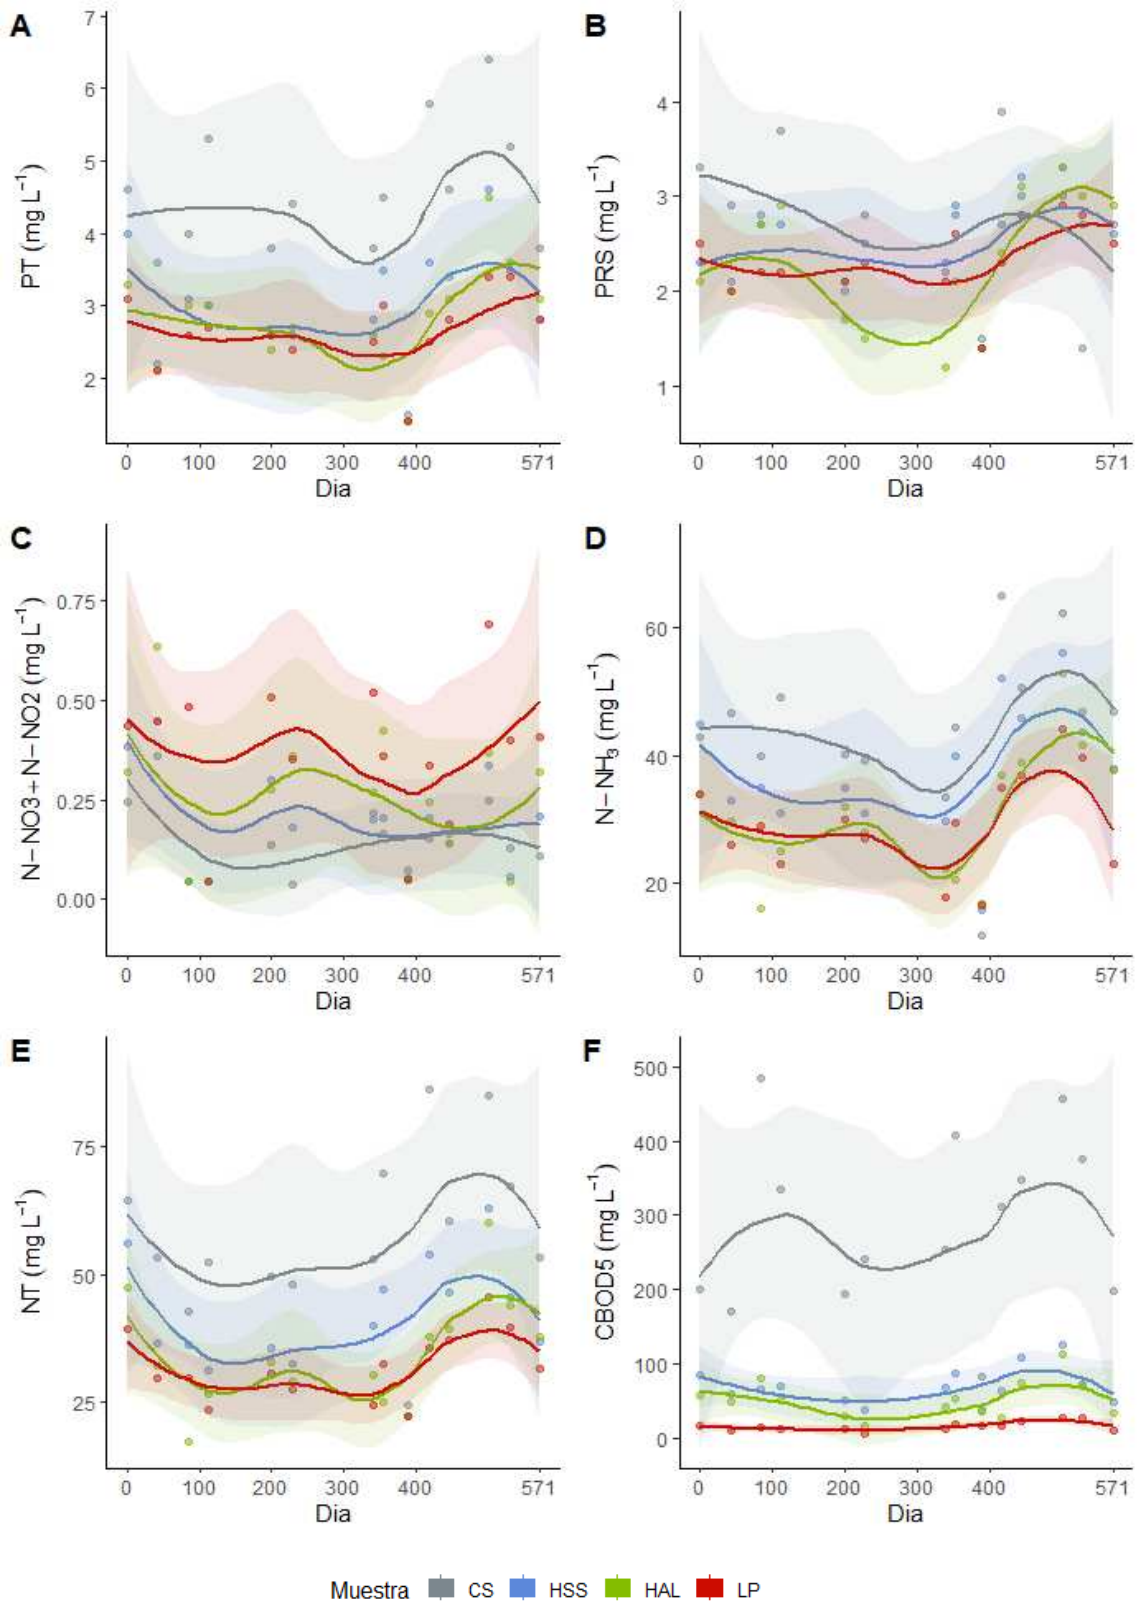 A
7
6
5
4
3
2
PT (mg L⁻¹)
0 100 200 300 400 571
Dia
B
4
3
2
1
PRS (mg L⁻¹)
0 100 200 300 400 571
Dia
C
0.75
0.50
0.25
0.00
N−NO3+N−NO2 (mg L⁻¹)
0 100 200 300 400 571
Dia
D
60
40
20
N−NH₃ (mg L⁻¹)
0 100 200 300 400 571
Dia
E
75
50
25
NT (mg L⁻¹)
0 100 200 300 400 571
Dia
F
500
400
300
200
100
0
CBOD5 (mg L⁻¹)
0 100 200 300 400 571
Dia
Muestra CS HSS HAL LP